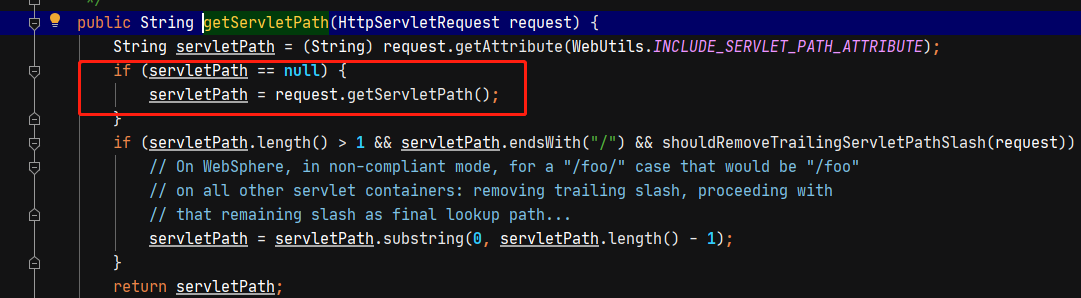 */
public String getServletPath(HttpServletRequest request) {
String servletPath = (String) request.getAttribute(WebUtils.INCLUDE_SERVLET_PATH_ATTRIBUTE);
if (servletPath == null) {
servletPath = request.getServletPath();
}
if (servletPath.length() > 1 && servletPath.endsWith("/") && shouldRemoveTrailingServletPathSlash(request))
// On WebSphere, in non-compliant mode, for a "/foo/" case that would be "/foo"
// on all other servlet containers: removing trailing slash, proceeding with
// that remaining slash as final lookup path...
servletPath = servletPath.substring(0, servletPath.length() - 1);
}
return servletPath;